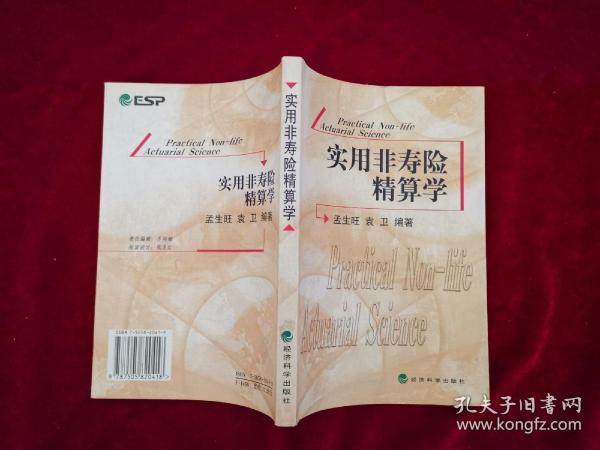 ESP
Practical Non-life
Actuarial Science
实用非寿险
精算学
孟生旺 袁卫 编著
9787505820418
实用非寿险精算学
经济科学出版社
Practical Non-life
Actuarial Science
实用非寿险
精算学
孟生旺 袁卫 编著
Practical Non-life
Actuarial Science
经济科学出版社
孔夫子旧书网
www.kongfz.com